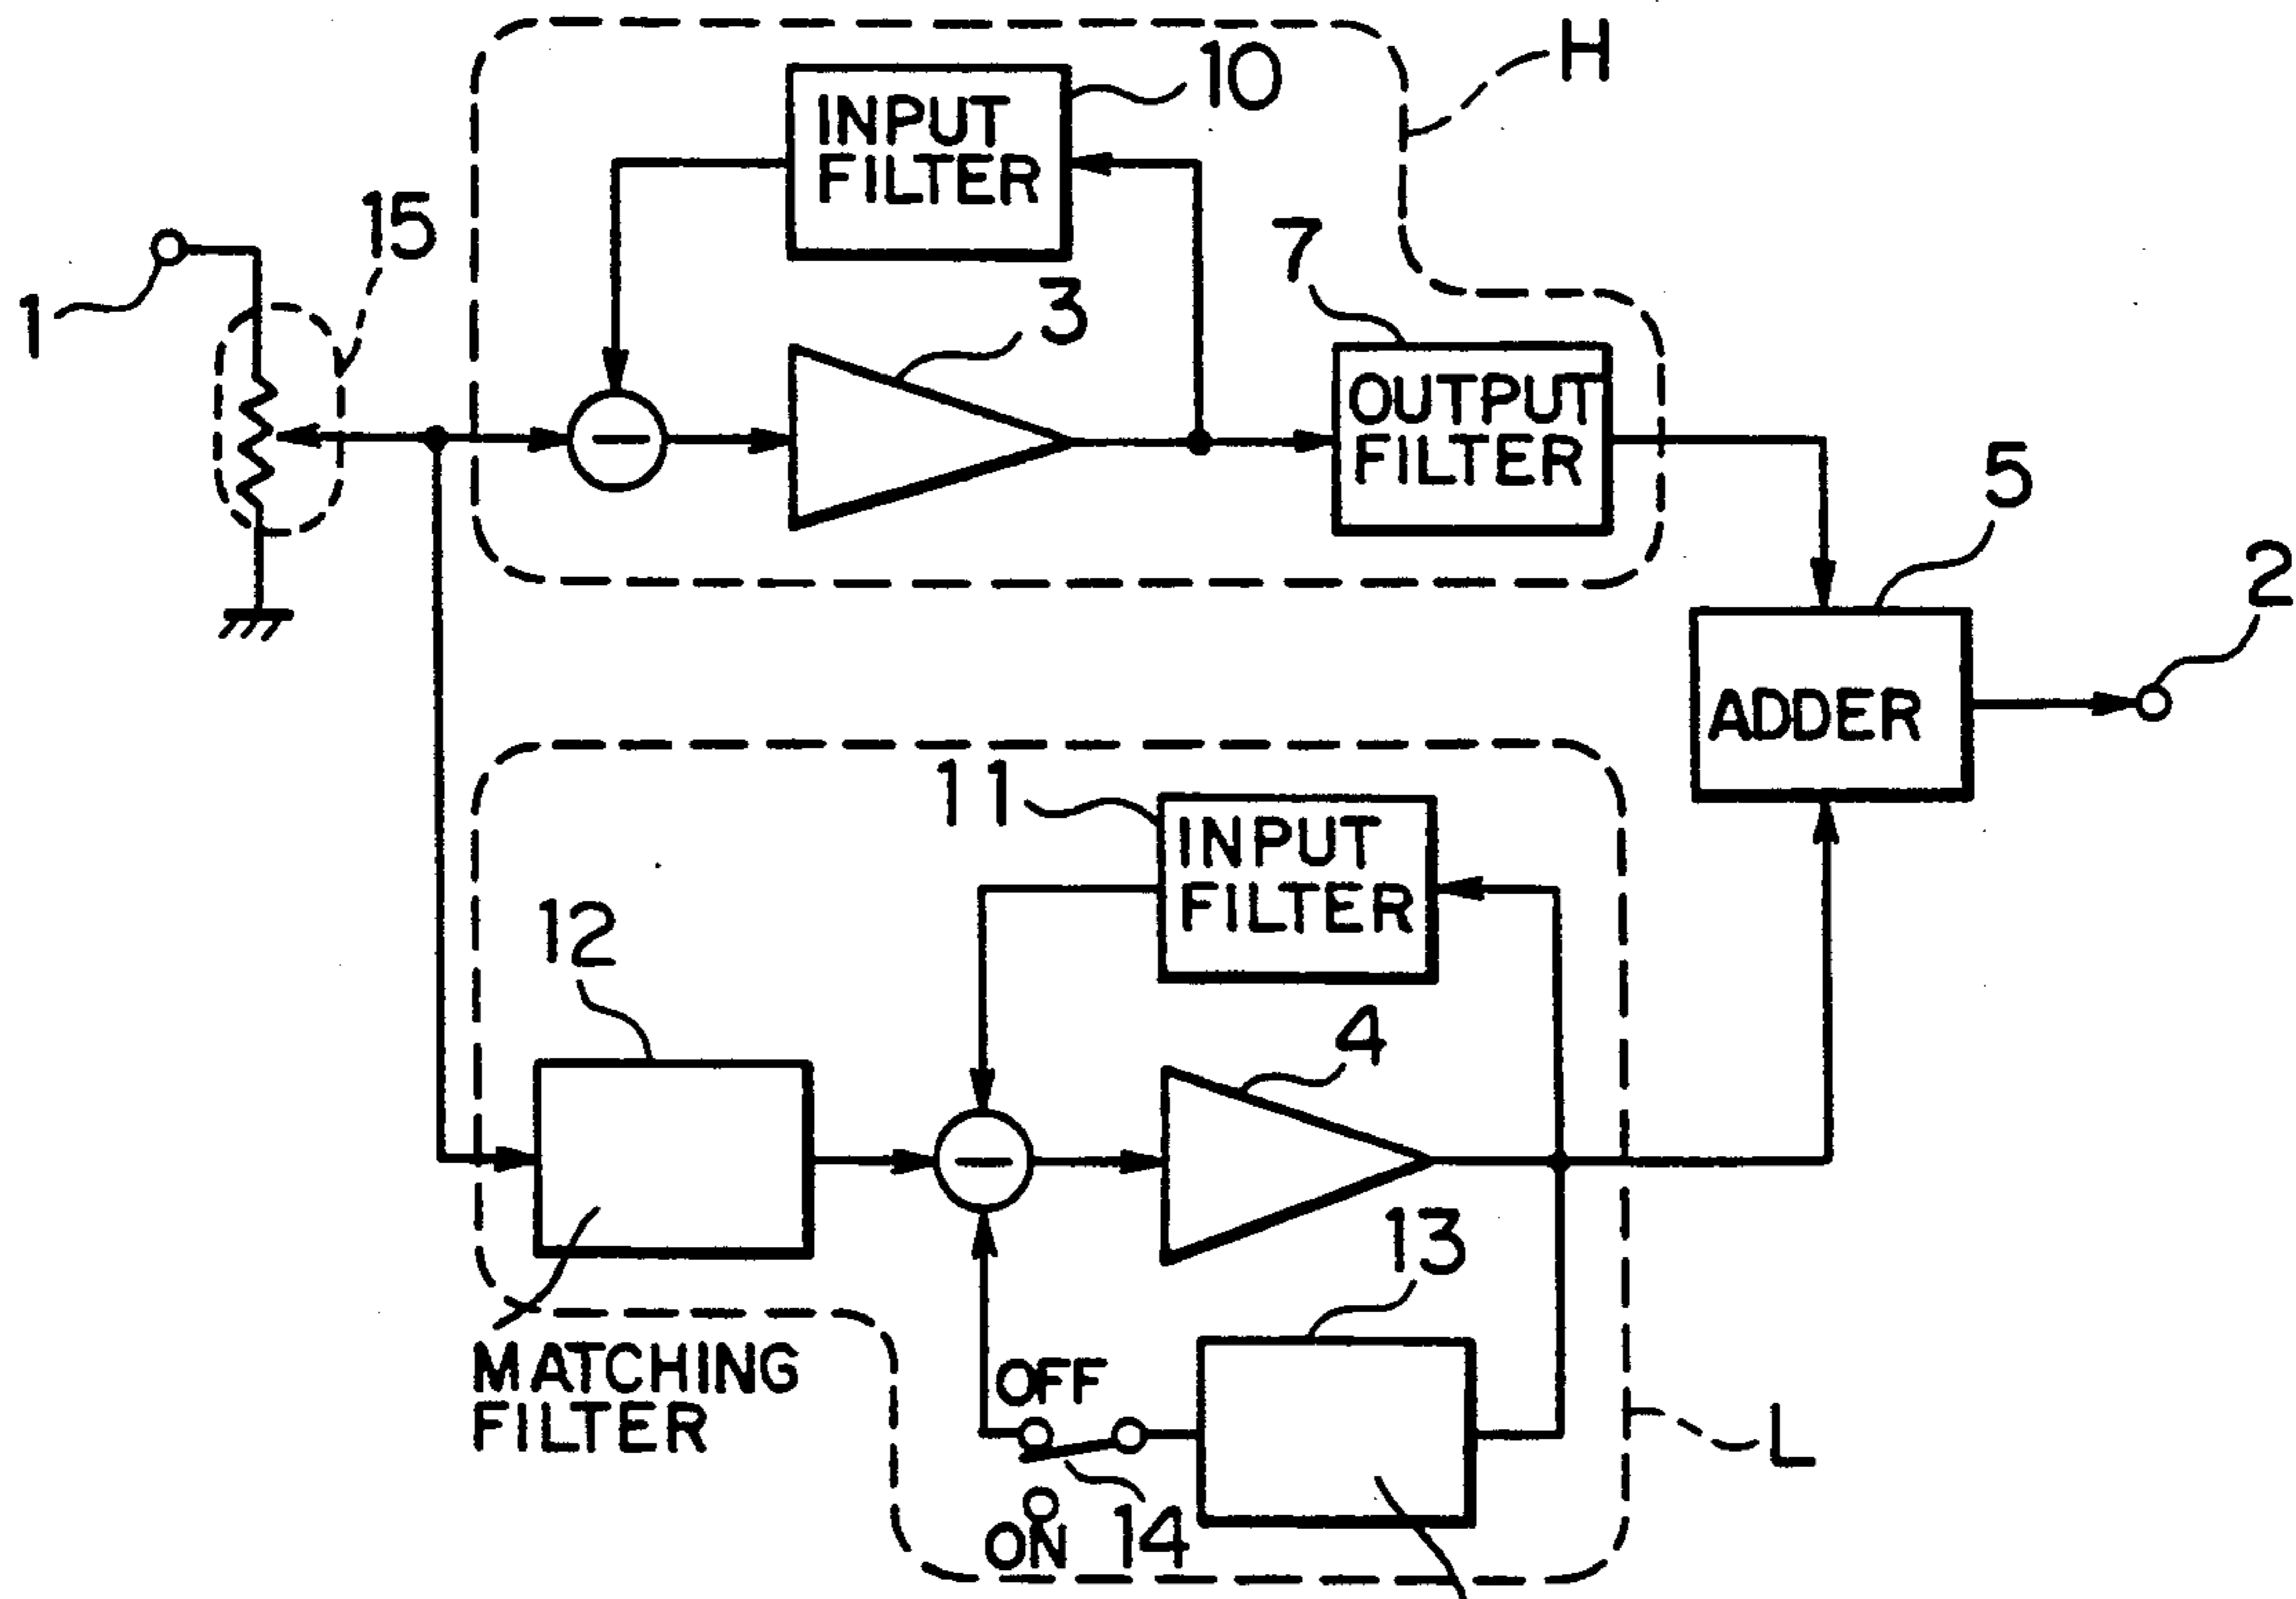 H
10
INPUT
FILTER
15
1
7
3
OUTPUT
FILTER
5
2
ADDER
11
INPUT
FILTER
12
4
13
MATCHING
FILTER
OFF
14
ON
L